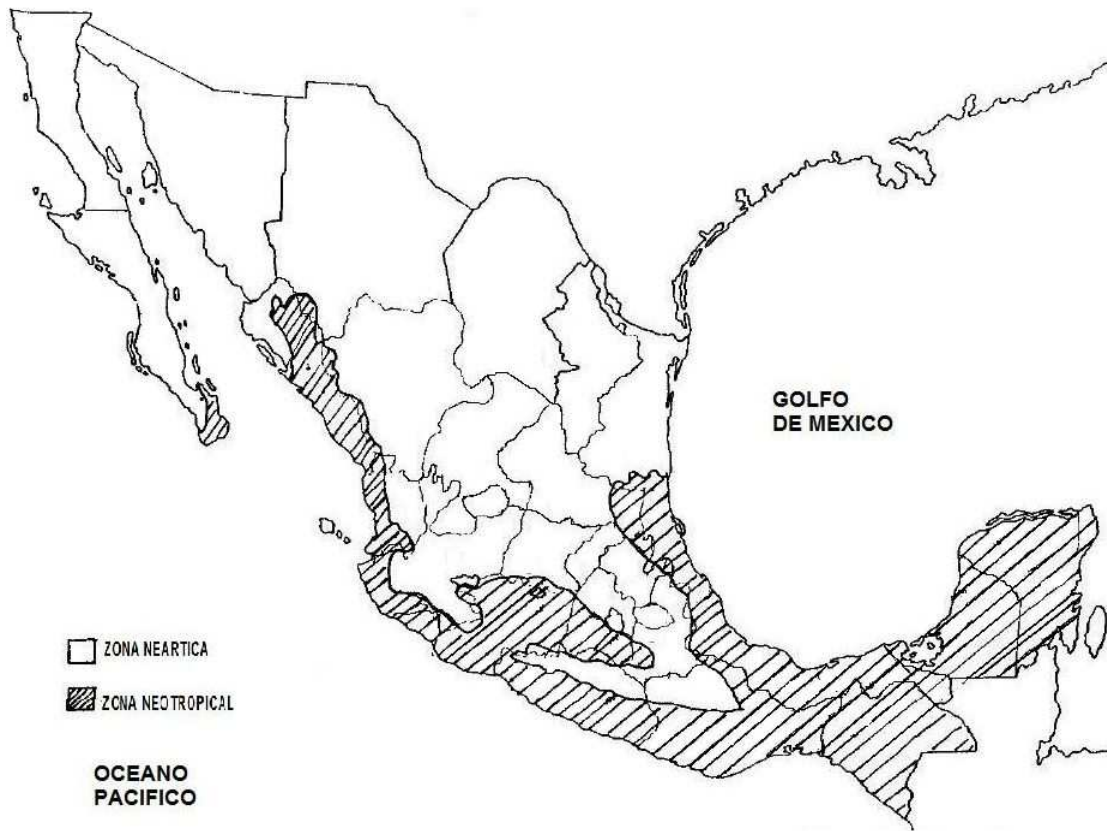 GOLFO
DE MEXICO
ZONA NEARTICA
ZONA NEOTROPICAL
OCEANO
PACIFICO